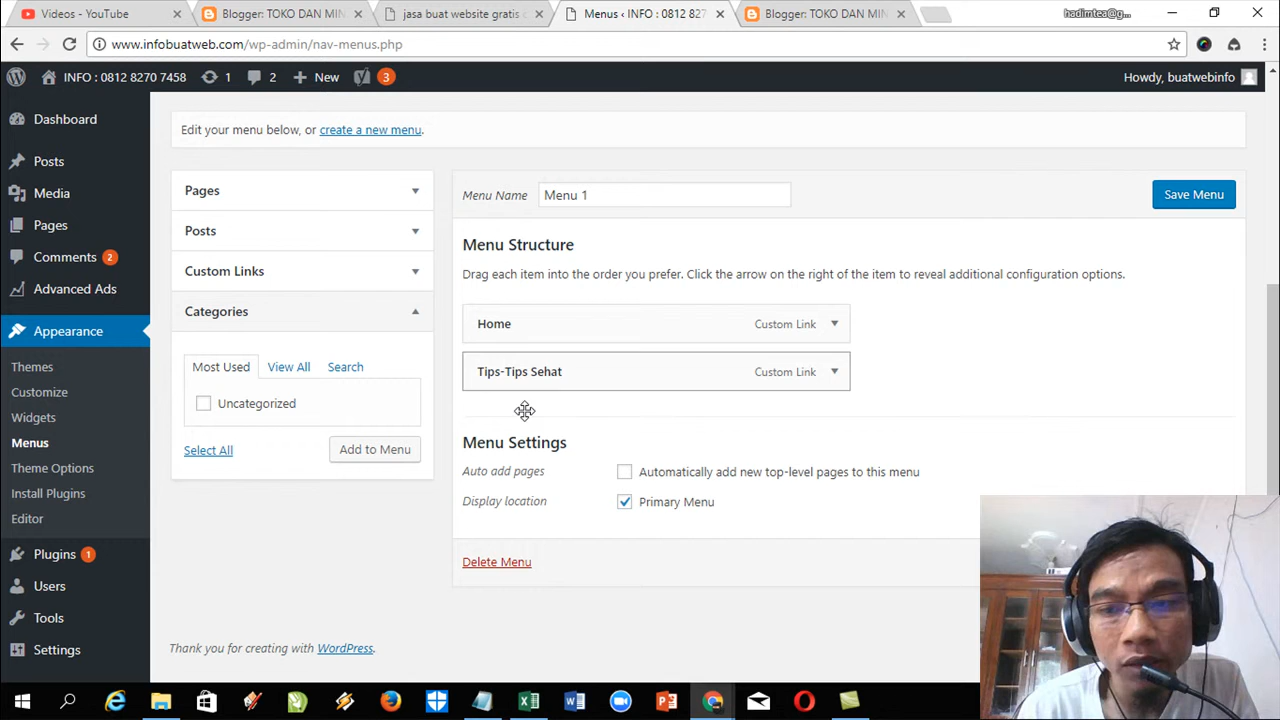 Videos - YouTube
Blogger: TOKO DAN MIN
jasa buat website gratis c
Menus ‹ INFO : 0812 827
Blogger: TOKO DAN MIN
hadimtea@g...
www.infobuatweb.com/wp-admin/nav-menus.php
INFO : 0812 8270 7458
1
2
New
3
Howdy, buatwebinfo
Dashboard
Posts
Media
Pages
Comments 2
Advanced Ads
Appearance
Themes
Customize
Widgets
Menus
Theme Options
Install Plugins
Editor
Plugins 1
Users
Tools
Settings
Edit your menu below, or create a new menu.
Pages
Posts
Custom Links
Categories
Most Used
View All
Search
Uncategorized
Select All
Add to Menu
Menu Name
Menu 1
Save Menu
Menu Structure
Drag each item into the order you prefer. Click the arrow on the right of the item to reveal additional configuration options.
Home
Custom Link
Tips-Tips Sehat
Custom Link
Menu Settings
Auto add pages
Automatically add new top-level pages to this menu
Display location
Primary Menu
Delete Menu
Thank you for creating with WordPress.